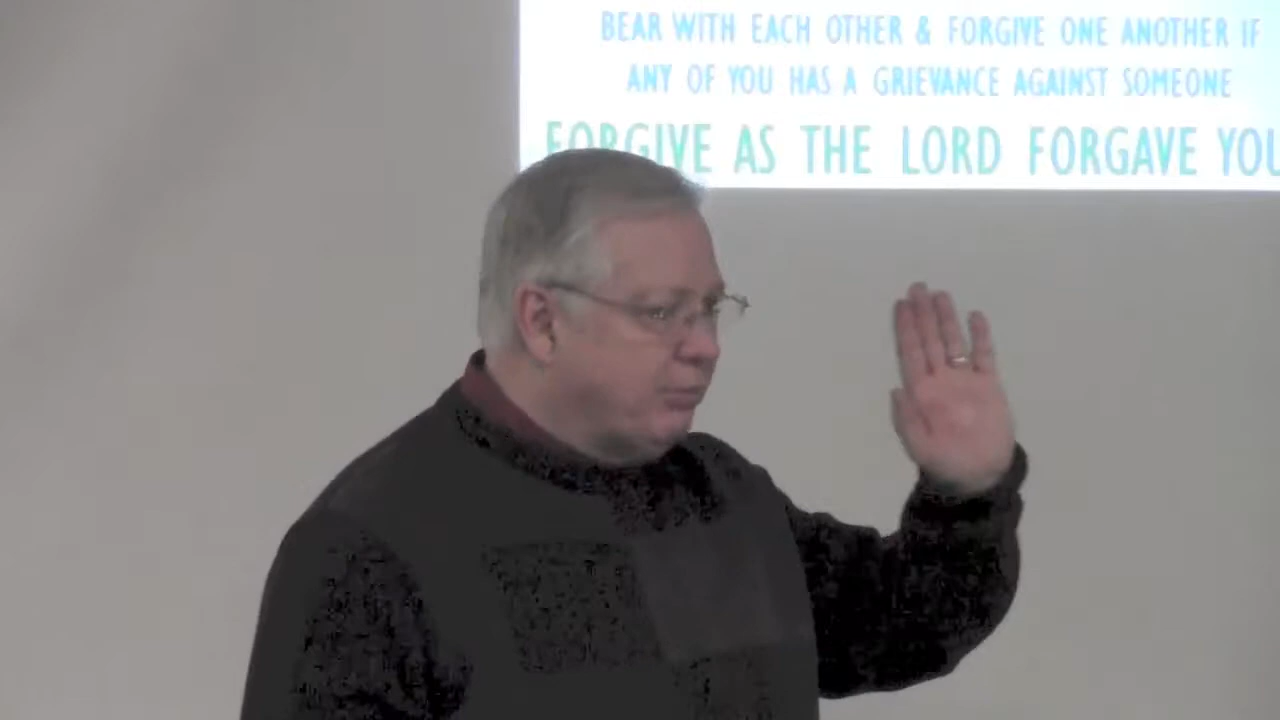 BEAR WITH EACH OTHER & FORGIVE ONE ANOTHER IF
ANY OF YOU HAS A GRIEVANCE AGAINST SOMEONE
FORGIVE AS THE LORD FORGAVE YOU